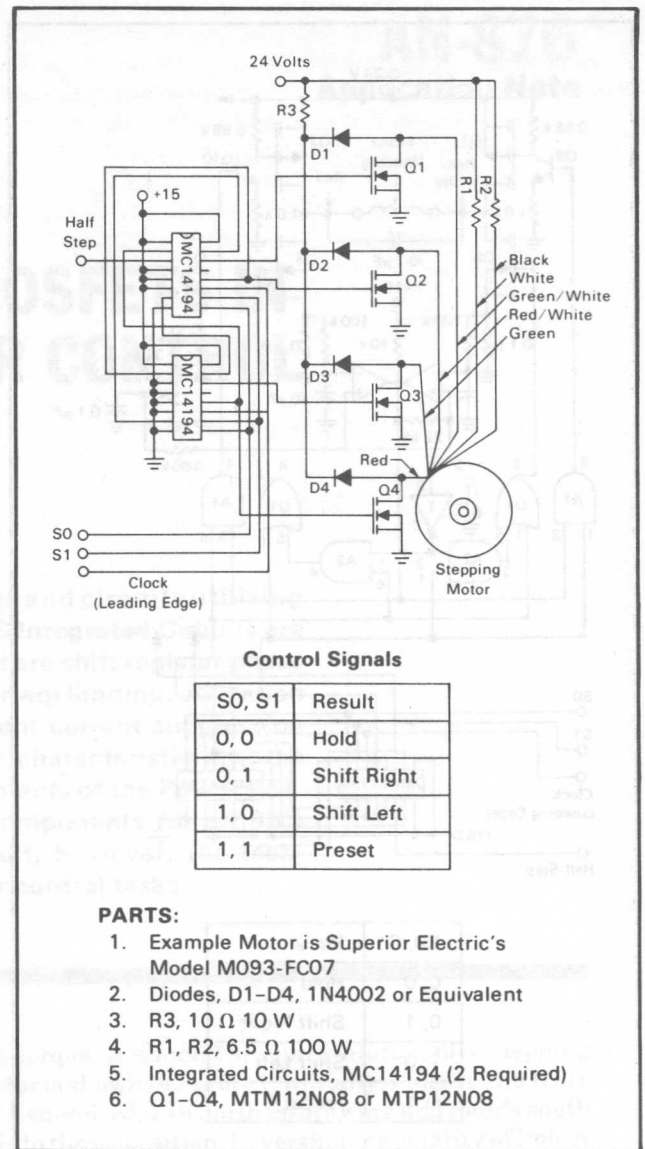 24 Volts
R3
D1
Q1
R1
R2
+15
Half
Step
MC14194
D2
Q2
Black
White
Green/White
Red/White
Green
MC14194
D3
Q3
Red
D4
Q4
S0
S1
Clock
(Leading Edge)
Stepping
Motor
Control Signals
S0, S1 Result
0, 0 Hold
0, 1 Shift Right
1, 0 Shift Left
1, 1 Preset
PARTS:
1. Example Motor is Superior Electric's
Model M093-FC07
2. Diodes, D1–D4, 1N4002 or Equivalent
3. R3, 10 Ω 10 W
4. R1, R2, 6.5 Ω 100 W
5. Integrated Circuits, MC14194 (2 Required)
6. Q1–Q4, MTM12N08 or MTP12N08